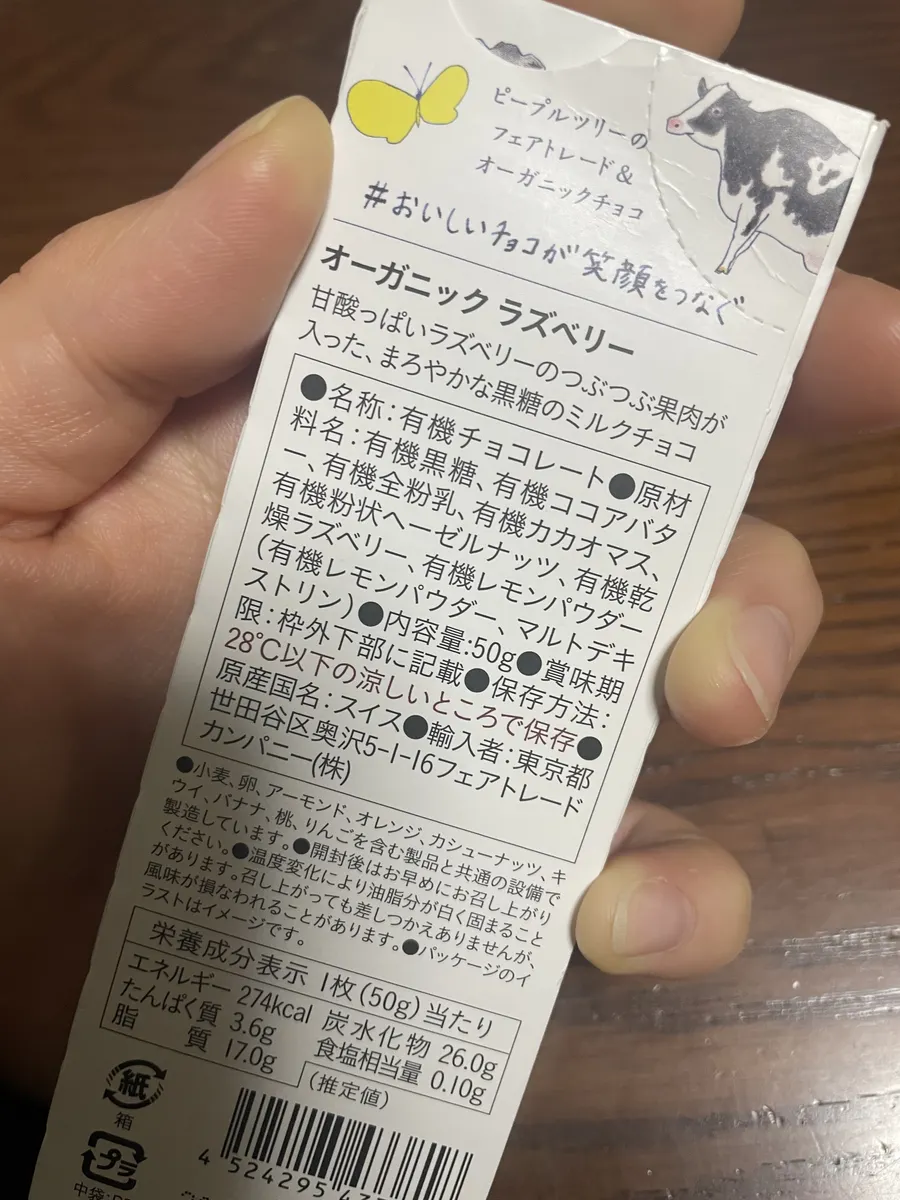 ピープルツリーの
フェアトレード&
オーガニックチョコ
#おいしいチョコが笑顔をつなぐ
オーガニック ラズベリー
甘酸っぱいラズベリーのつぶつぶ果肉が
入った、まろやかな黒糖のミルクチョコ
●名称:有機チョコレート●原材
料名:有機黒糖、有機ココアバタ
ー、有機全粉乳、有機カカオマス、
有機粉状ヘーゼルナッツ、有機乾
燥ラズベリー、有機レモンパウダー
(有機レモンパウダー、マルトデキ
ストリン)●内容量:50g●賞味期
限:枠外下部に記載●保存方法:
28℃以下の涼しいところで保存●
原産国名:スイス●輸入者:東京都
世田谷区奥沢5-1-16フェアトレード
カンパニー(株)
●小麦、卵、アーモンド、オレンジ、カシューナッツ、キ
ウイ、バナナ、桃、りんごを含む製品と共通の設備で
製造しています。●開封後はお早めにお召し上がり
ください。●温度変化により油脂分が白く固まること
があります。召し上がっても差しつかえありませんが、
風味が損なわれることがあります。●パッケージのイ
ラストはイメージです。
栄養成分表示 1枚(50g)当たり
エネルギー 274kcal 炭水化物 26.0g
たんぱく質 3.6g 食塩相当量 0.10g
脂質 17.0g
(推定値)
紙
箱
プラ
中袋:
4 524295